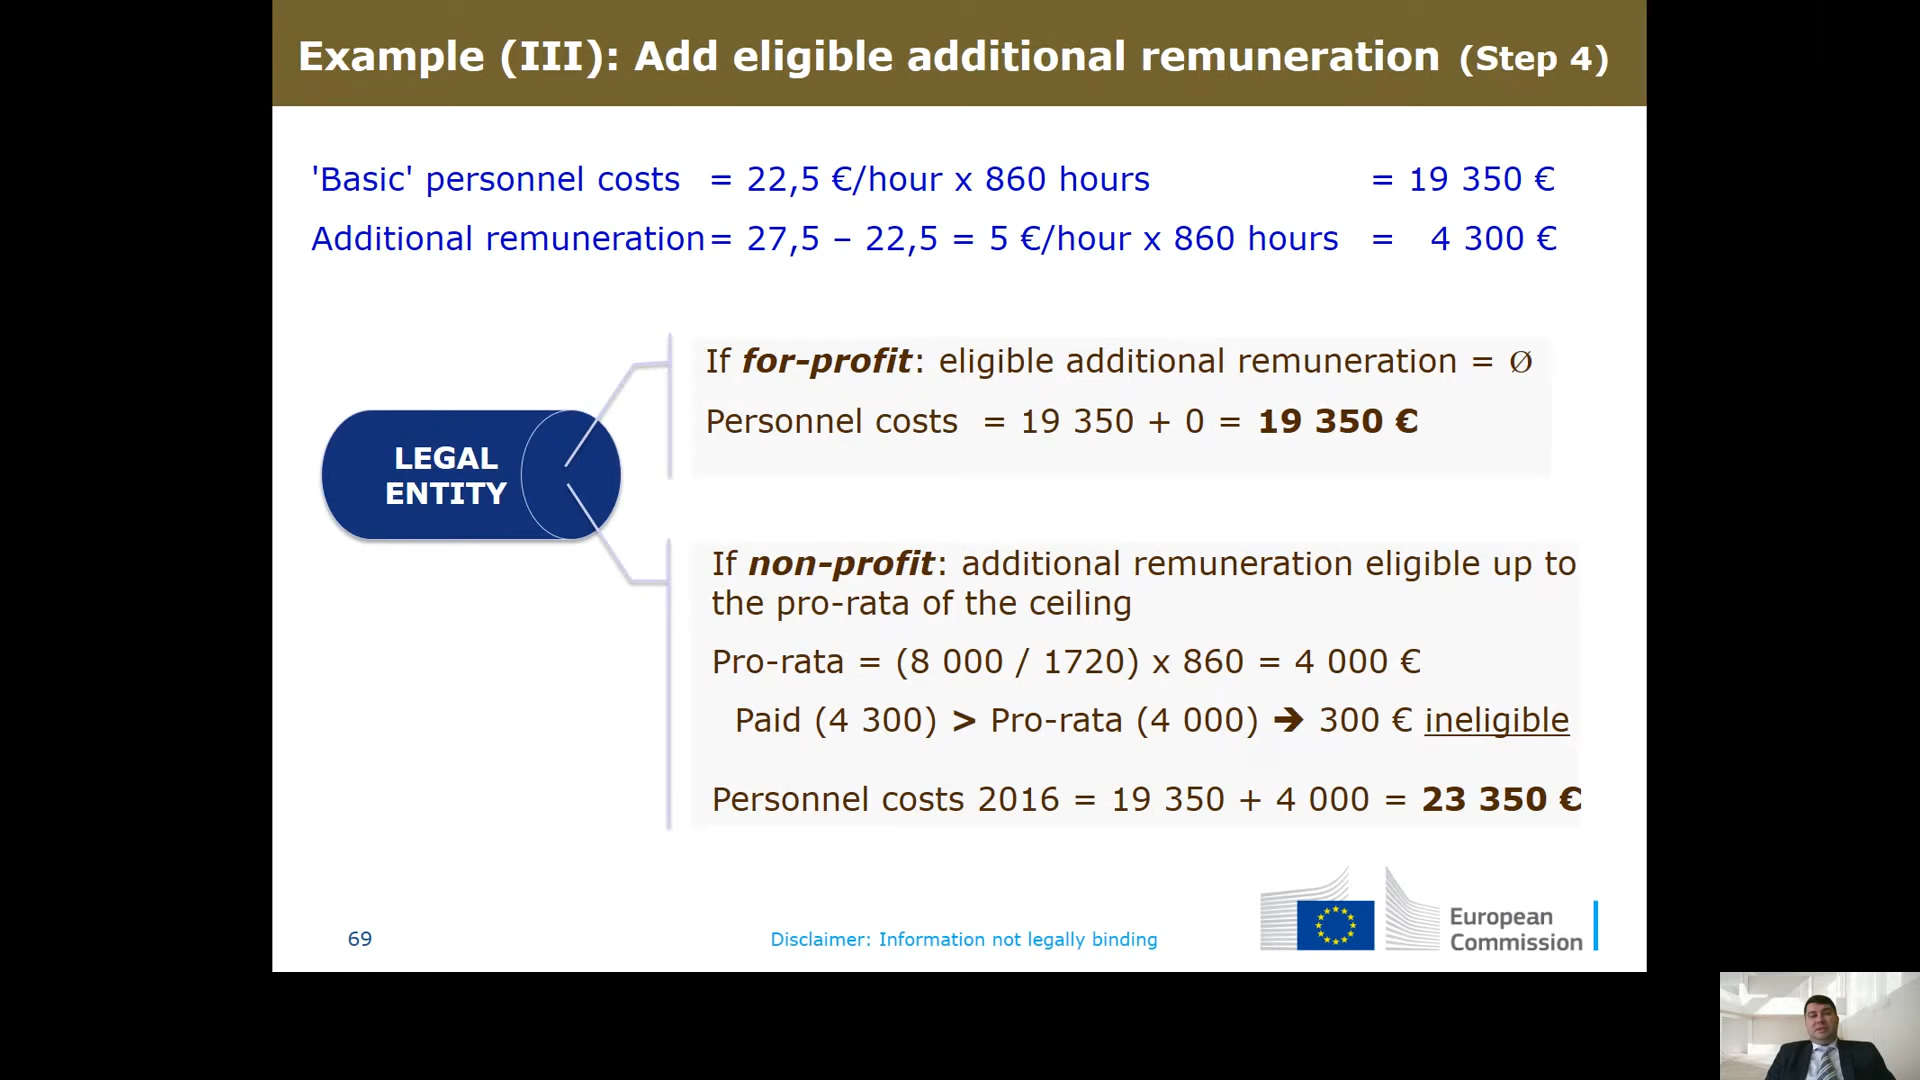 Example (III): Add eligible additional remuneration (Step 4)
'Basic' personnel costs = 22,5 €/hour x 860 hours = 19 350 €
Additional remuneration = 27,5 – 22,5 = 5 €/hour x 860 hours = 4 300 €
If for-profit: eligible additional remuneration = Ø
Personnel costs = 19 350 + 0 = 19 350 €
LEGAL
ENTITY
If non-profit: additional remuneration eligible up to
the pro-rata of the ceiling
Pro-rata = (8 000 / 1720) x 860 = 4 000 €
Paid (4 300) > Pro-rata (4 000) ➔ 300 € ineligible
Personnel costs 2016 = 19 350 + 4 000 = 23 350 €
69
Disclaimer: Information not legally binding
European
Commission